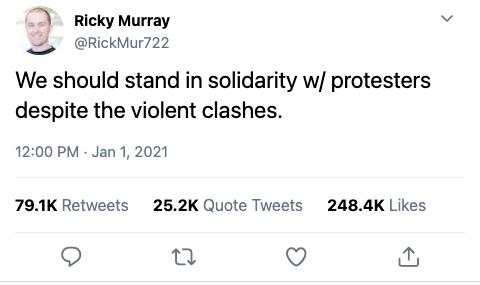 Ricky Murray
@RickMur722
We should stand in solidarity w/ protesters
despite the violent clashes.
12:00 PM · Jan 1, 2021
79.1K Retweets 25.2K Quote Tweets 248.4K Likes